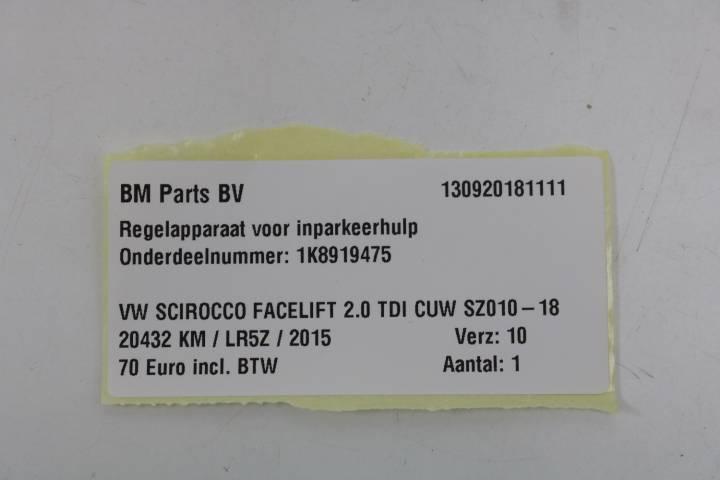 BM Parts BV 130920181111
Regelapparaat voor inparkeerhulp
Onderdeelnummer: 1K8919475
VW SCIROCCO FACELIFT 2.0 TDI CUW SZ010-18
20432 KM / LR5Z / 2015 Verz: 10
70 Euro incl. BTW Aantal: 1